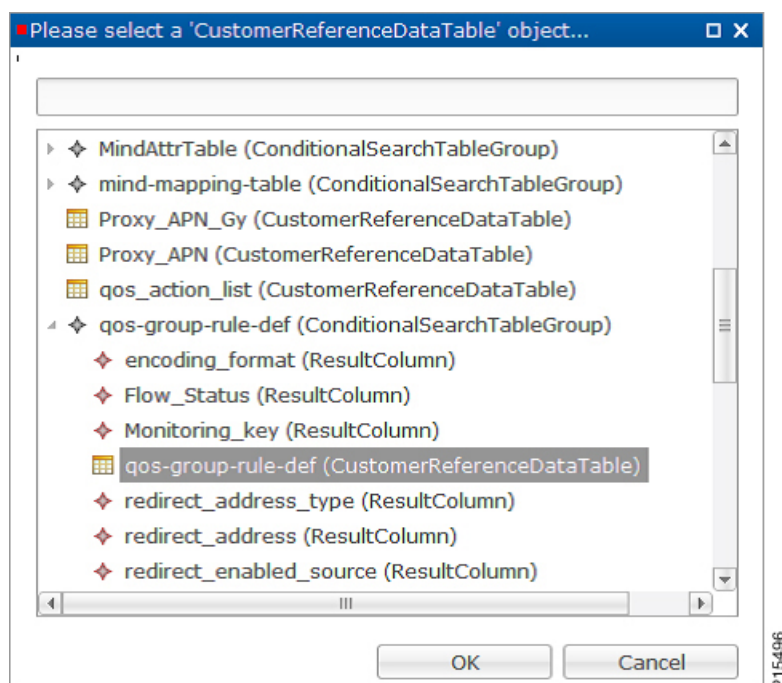 Please select a 'CustomerReferenceDataTable' object...
MindAttrTable (ConditionalSearchTableGroup)
mind-mapping-table (ConditionalSearchTableGroup)
Proxy_APN_Gy (CustomerReferenceDataTable)
Proxy_APN (CustomerReferenceDataTable)
qos_action_list (CustomerReferenceDataTable)
qos-group-rule-def (ConditionalSearchTableGroup)
encoding_format (ResultColumn)
Flow_Status (ResultColumn)
Monitoring_key (ResultColumn)
qos-group-rule-def (CustomerReferenceDataTable)
redirect_address_type (ResultColumn)
redirect_address (ResultColumn)
redirect_enabled_source (ResultColumn)
OK
Cancel